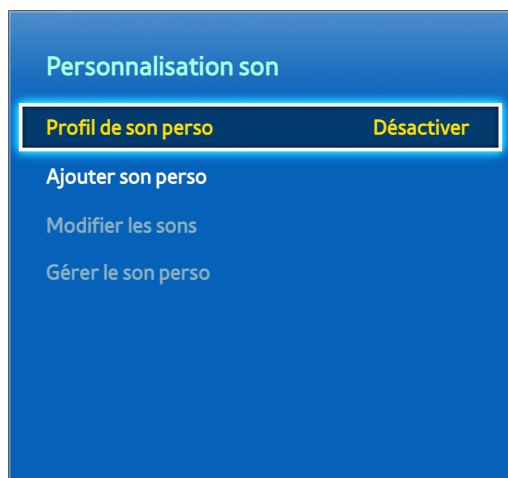 Personnalisation son
Profil de son perso Désactiver
Ajouter son perso
Modifier les sons
Gérer le son perso